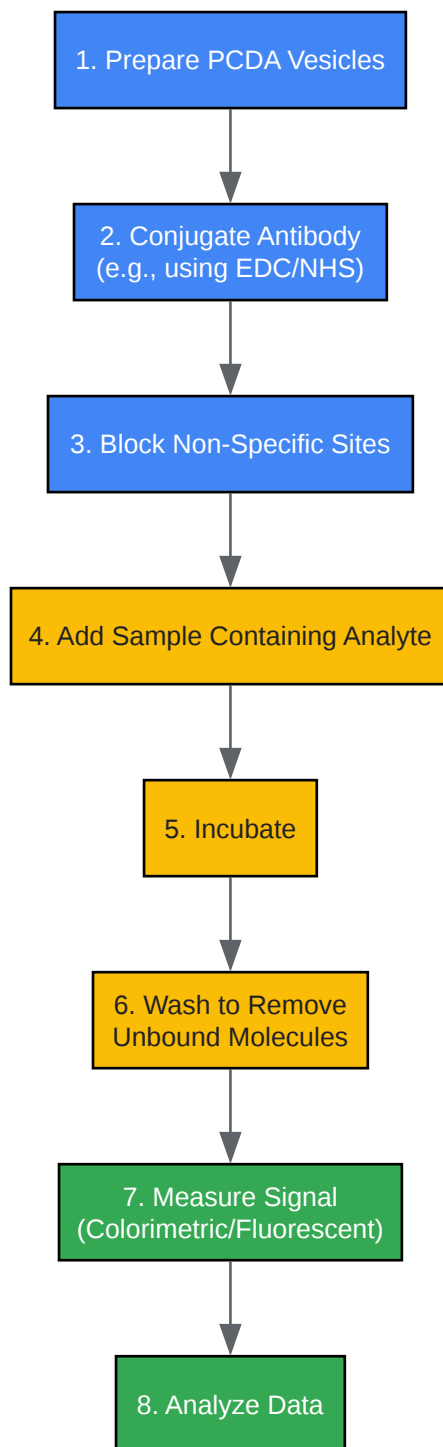 1. Prepare PCDA Vesicles
2. Conjugate Antibody
(e.g., using EDC/NHS)
3. Block Non-Specific Sites
4. Add Sample Containing Analyte
5. Incubate
6. Wash to Remove
Unbound Molecules
7. Measure Signal
(Colorimetric/Fluorescent)
8. Analyze Data